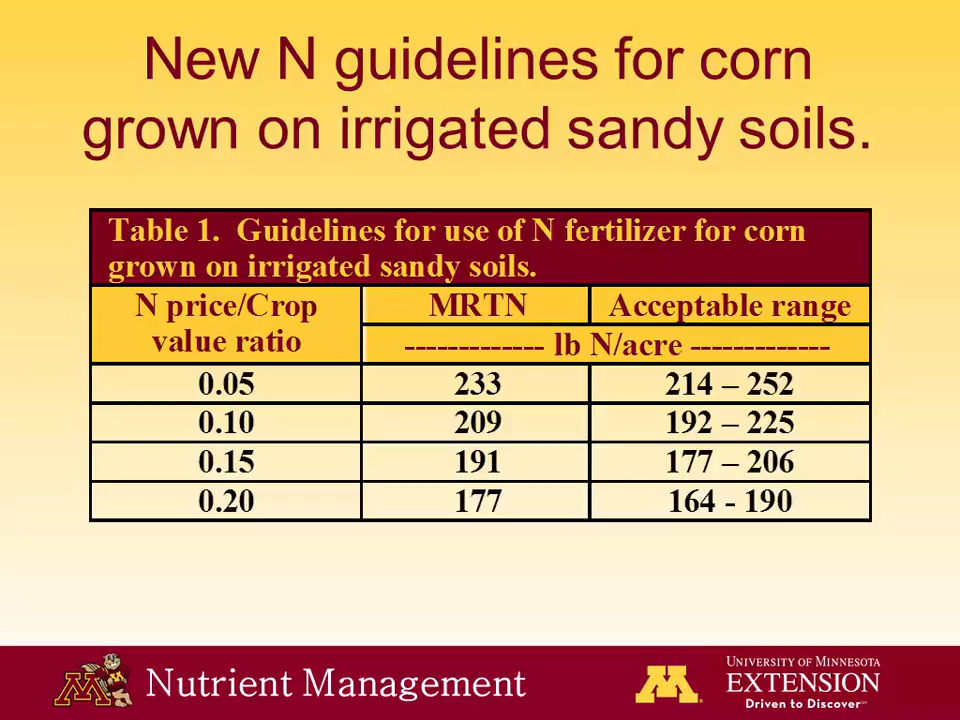 New N guidelines for corn
grown on irrigated sandy soils.
Table 1.  Guidelines for use of N fertilizer for corn
grown on irrigated sandy soils.
N price/Crop
value ratio
MRTN
Acceptable range
------------- lb N/acre -------------
0.05 233 214 – 252
0.10 209 192 – 225
0.15 191 177 – 206
0.20 177 164 - 190
M
Nutrient Management
M
UNIVERSITY OF MINNESOTA
EXTENSION
Driven to Discover℠